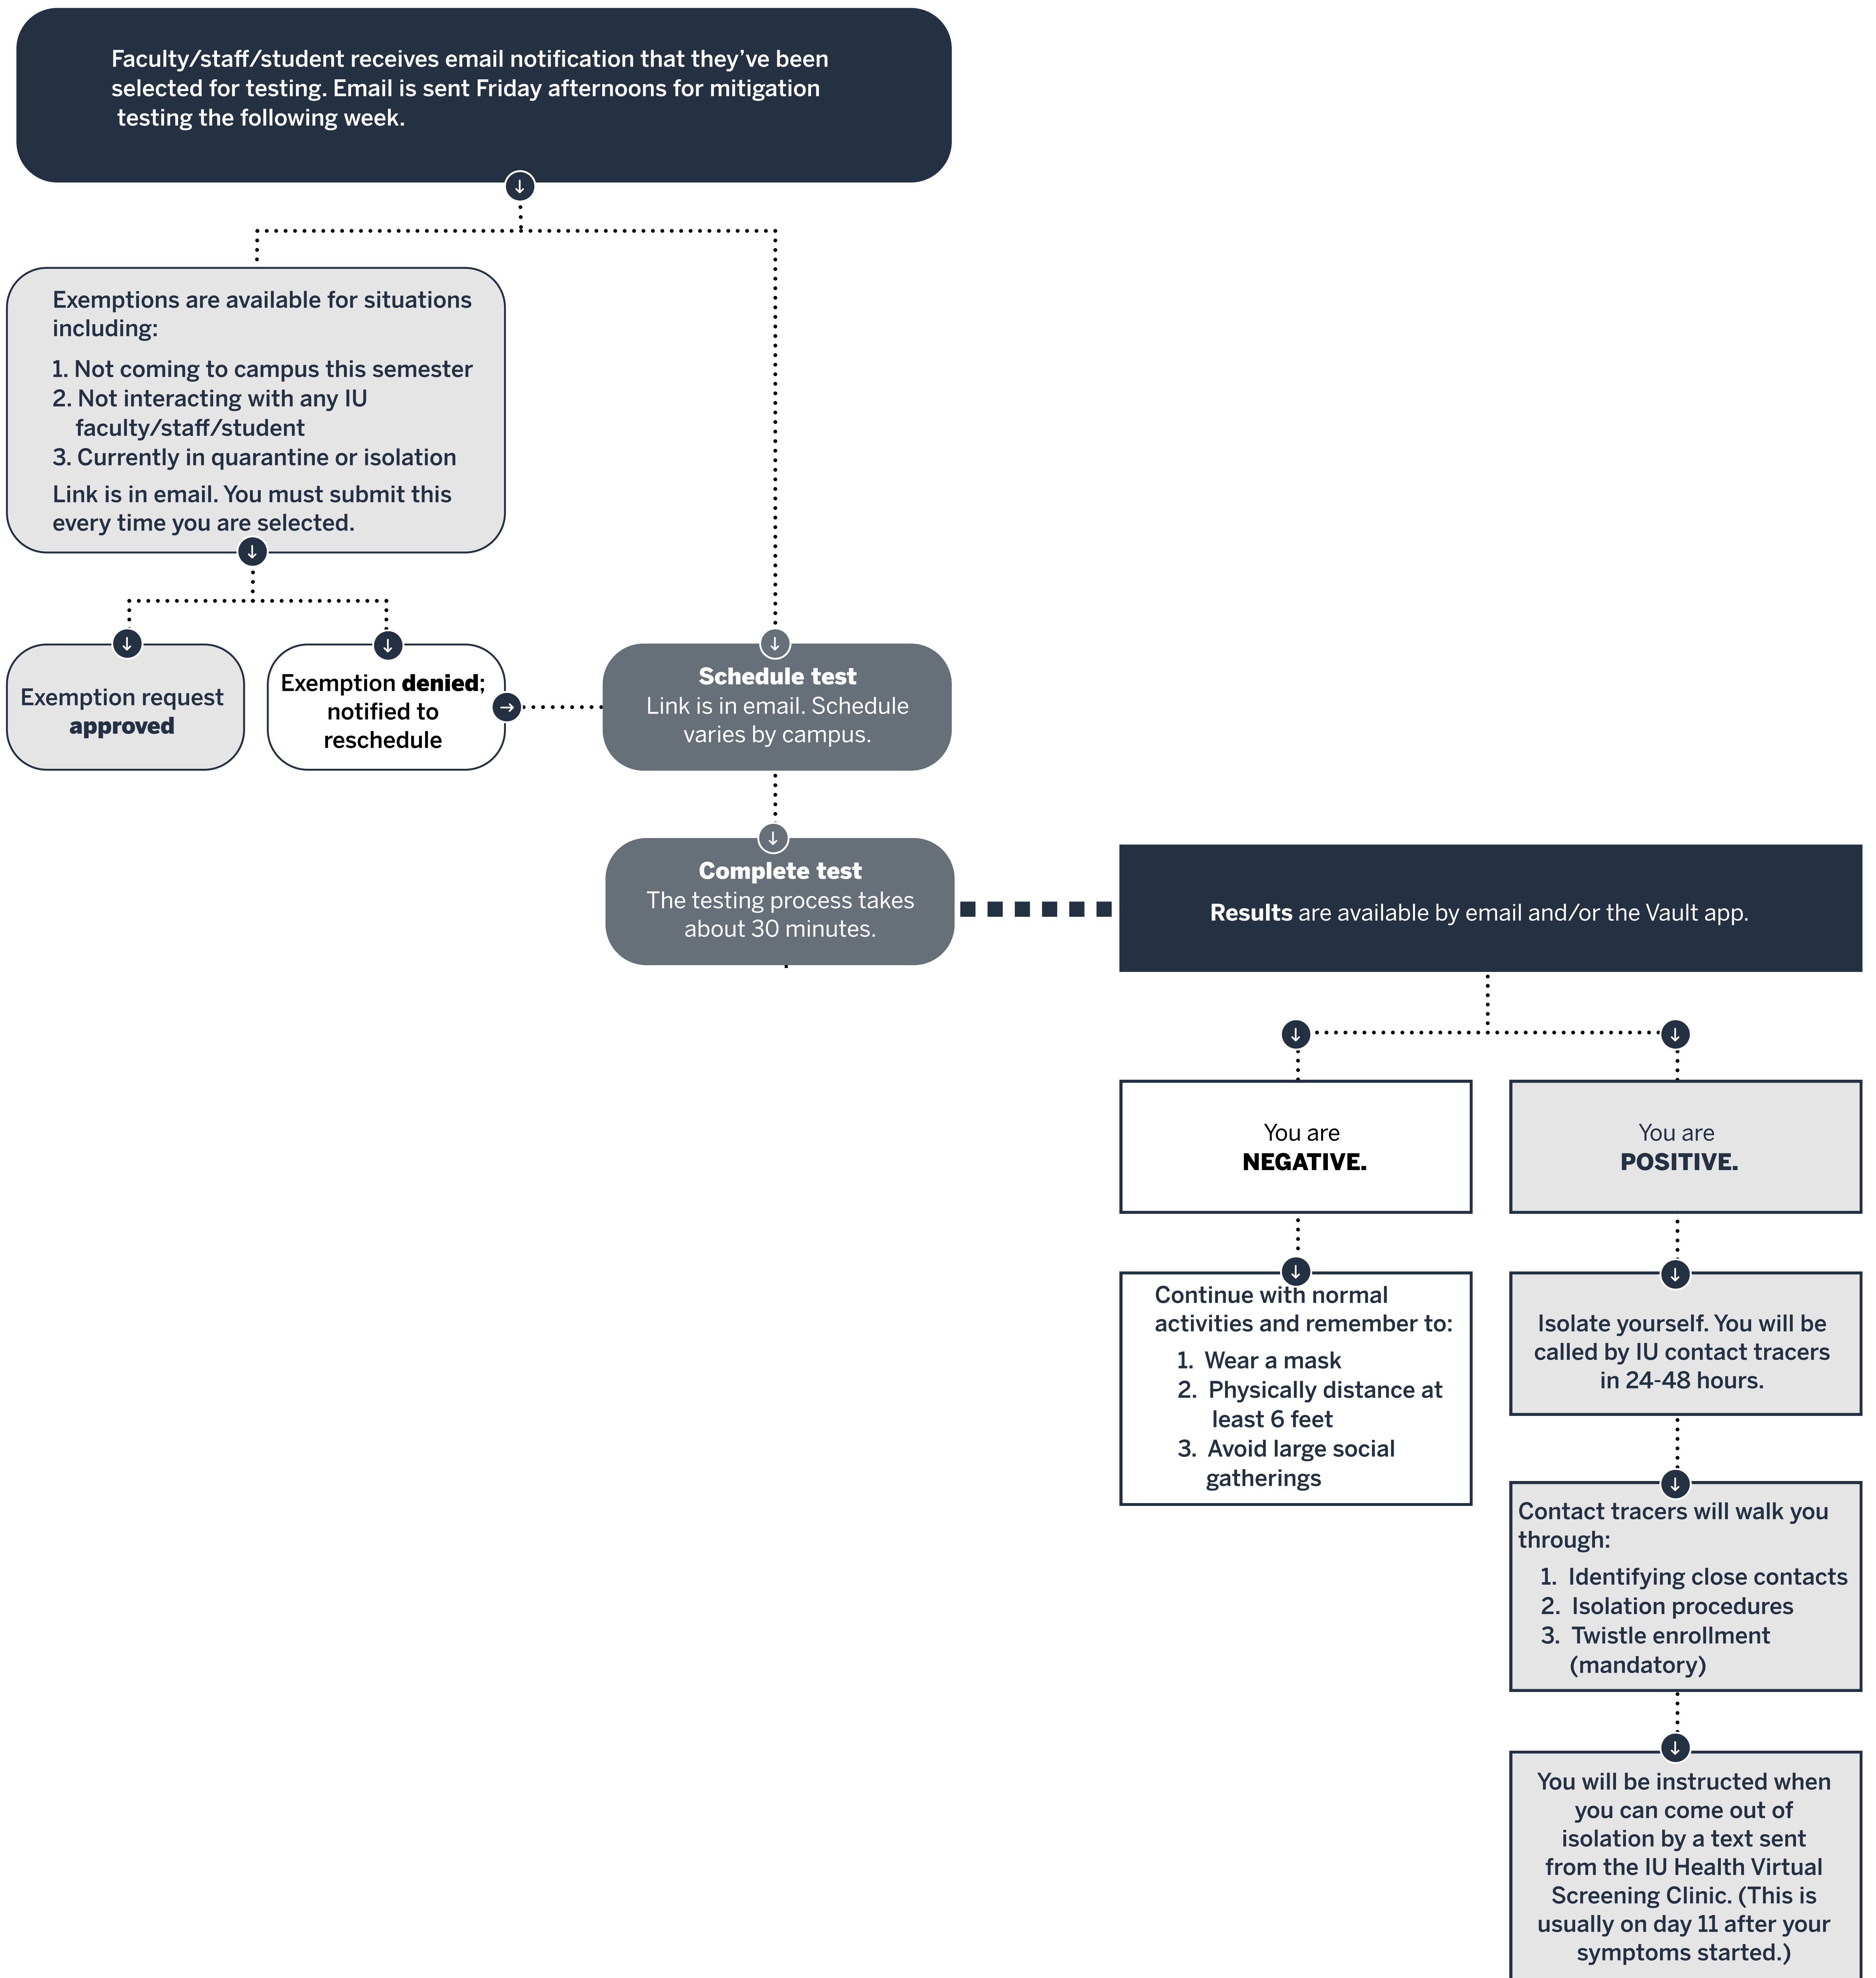 Faculty/staff/student receives email notification that they’ve been
selected for testing. Email is sent Friday afternoons for mitigation
testing the following week.
Exemptions are available for situations
including:
1. Not coming to campus this semester
2. Not interacting with any IU
faculty/staff/student
3. Currently in quarantine or isolation
Link is in email. You must submit this
every time you are selected.
Exemption request
approved
Exemption denied;
notified to
reschedule
Schedule test
Link is in email. Schedule
varies by campus.
Complete test
The testing process takes
about 30 minutes.
Results are available by email and/or the Vault app.
You are
NEGATIVE.
Continue with normal
activities and remember to:
1. Wear a mask
2. Physically distance at
least 6 feet
3. Avoid large social
gatherings
You are
POSITIVE.
Isolate yourself. You will be
called by IU contact tracers
in 24-48 hours.
Contact tracers will walk you
through:
1. Identifying close contacts
2. Isolation procedures
3. Twistle enrollment
(mandatory)
You will be instructed when
you can come out of
isolation by a text sent
from the IU Health Virtual
Screening Clinic. (This is
usually on day 11 after your
symptoms started.)